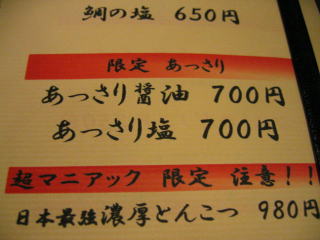 鯛の塩 650円
限定 あっさり
あっさり醤油 700円
あっさり塩 700円
超マニアック 限定 注意！！
日本最強濃厚とんこつ 980円